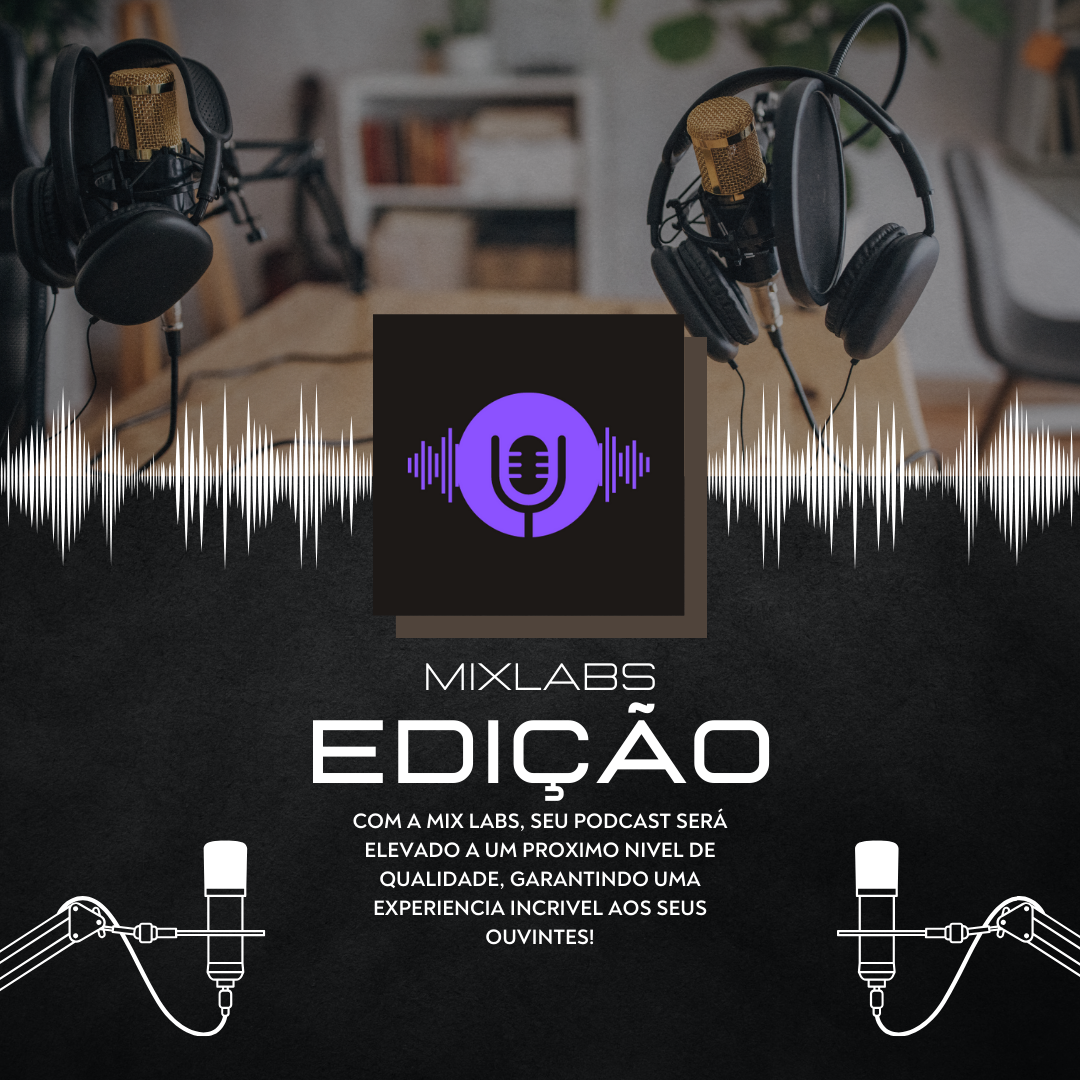 MIXLABS
EDIÇÃO
COM A MIX LABS, SEU PODCAST SERÁ
ELEVADO A UM PROXIMO NIVEL DE
QUALIDADE, GARANTINDO UMA
EXPERIENCIA INCRIVEL AOS SEUS
OUVINTES!